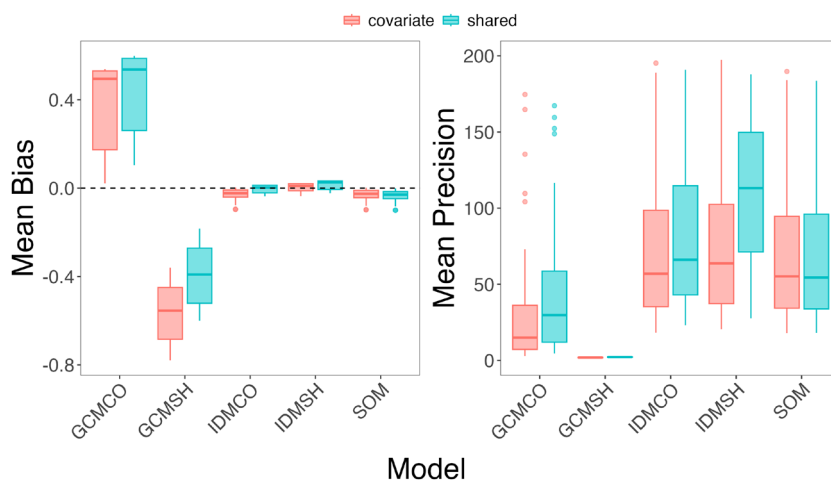 covariate shared
Mean Bias
0.4
0.0
-0.4
-0.8
GCMCO
GCMSH
IDMCO
IDMSH
SOM
Mean Precision
200
150
100
50
0
GCMCO
GCMSH
IDMCO
IDMSH
SOM
Model